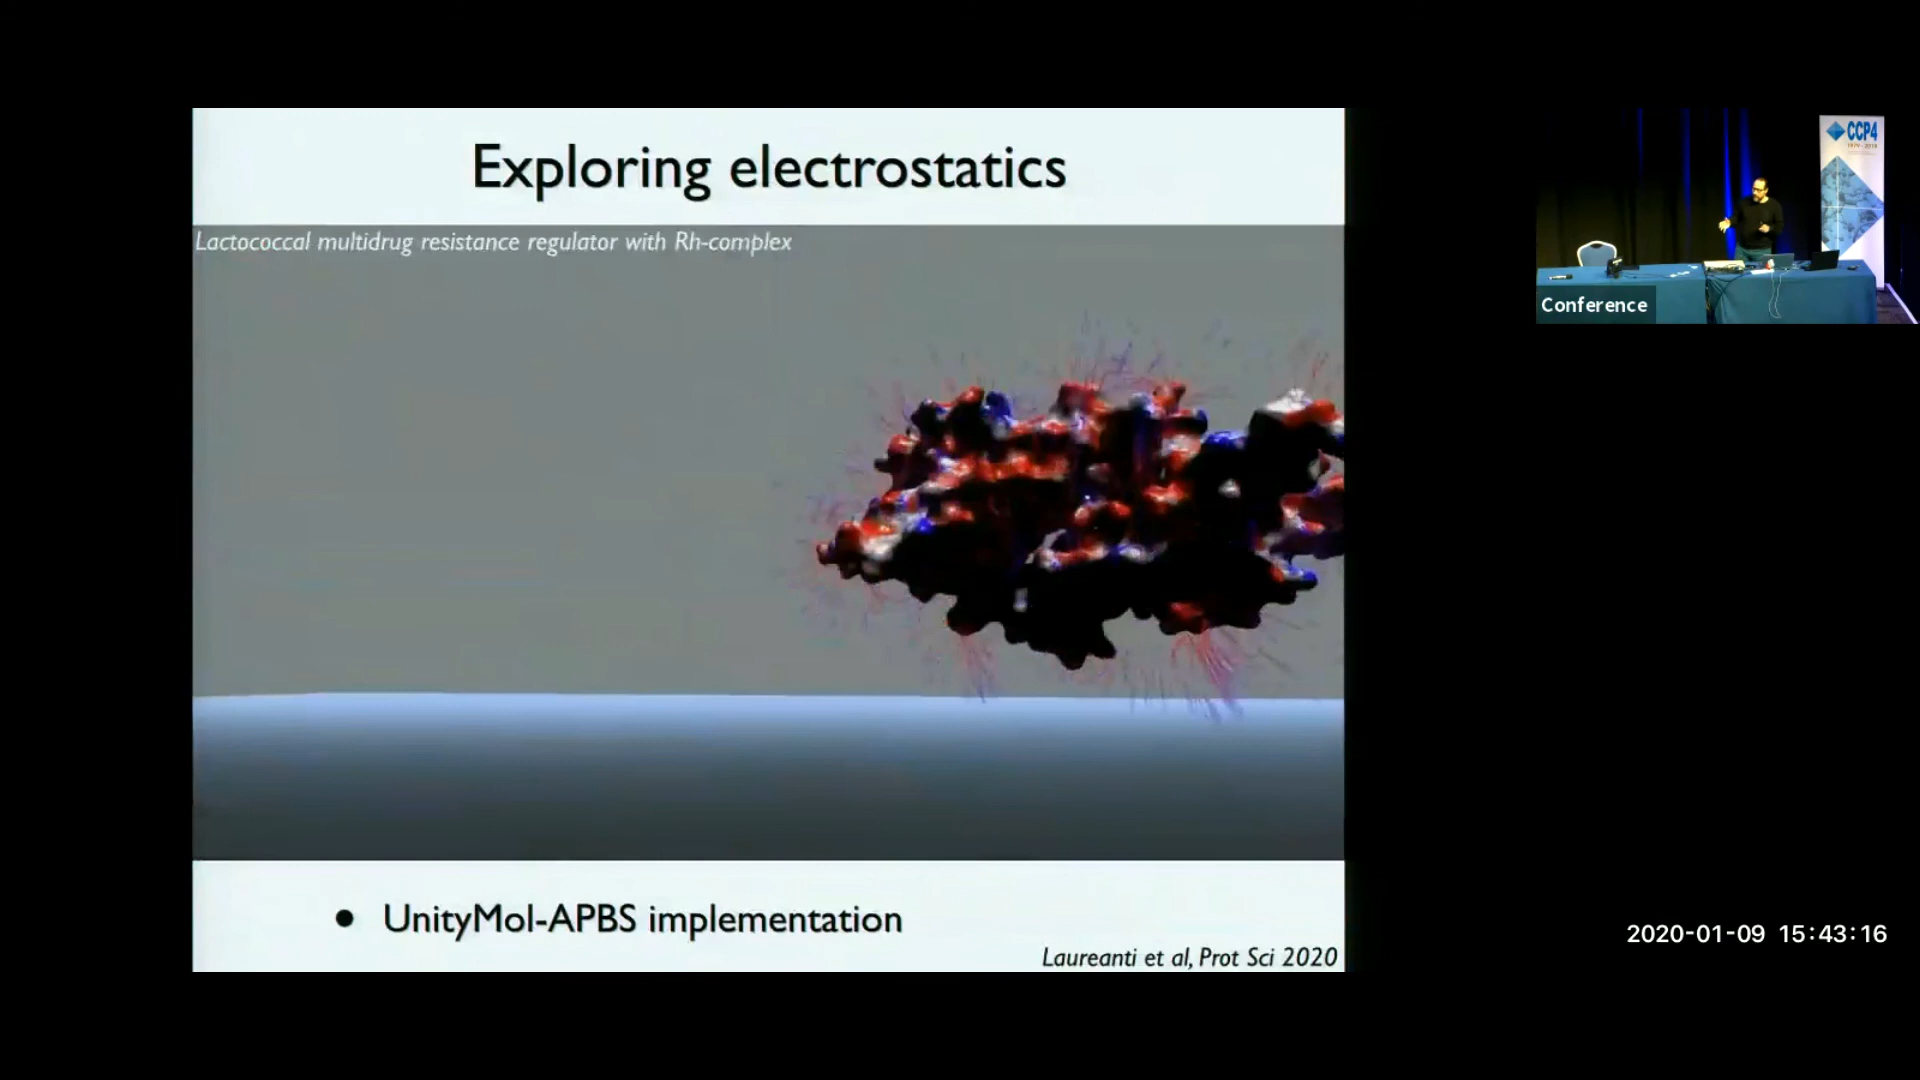 Exploring electrostatics
Lactococcal multidrug resistance regulator with Rh-complex
CCP4
Conference
● UnityMol-APBS implementation
Laureanti et al, Prot Sci 2020
2020-01-09 15:43:16